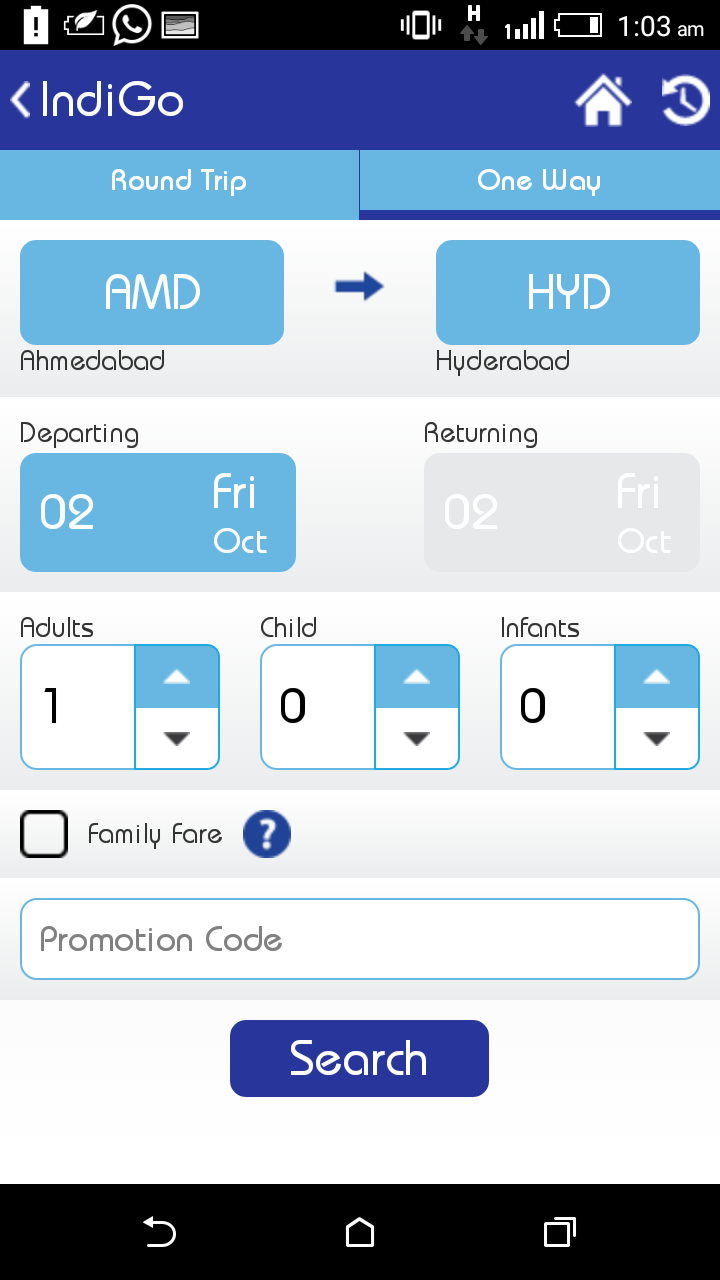 H
1:03 am
IndiGo
Round Trip
One Way
AMD
HYD
Ahmedabad
Hyderabad
Departing
Returning
02 Fri Oct
02 Fri Oct
Adults
Child
Infants
1
0
0
Family Fare ?
Promotion Code
Search